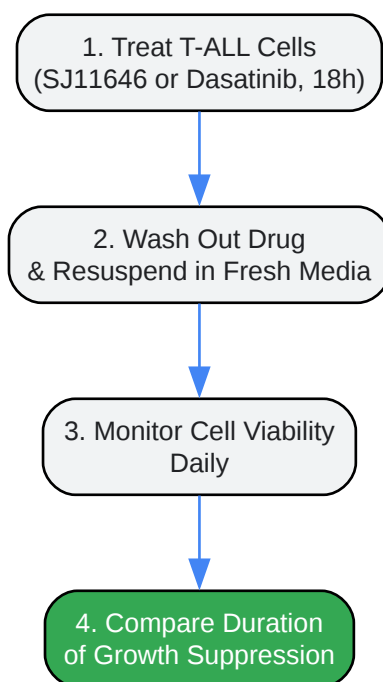 1. Treat T-ALL Cells
(SJ11646 or Dasatinib, 18h)
2. Wash Out Drug
& Resuspend in Fresh Media
3. Monitor Cell Viability
Daily
4. Compare Duration
of Growth Suppression